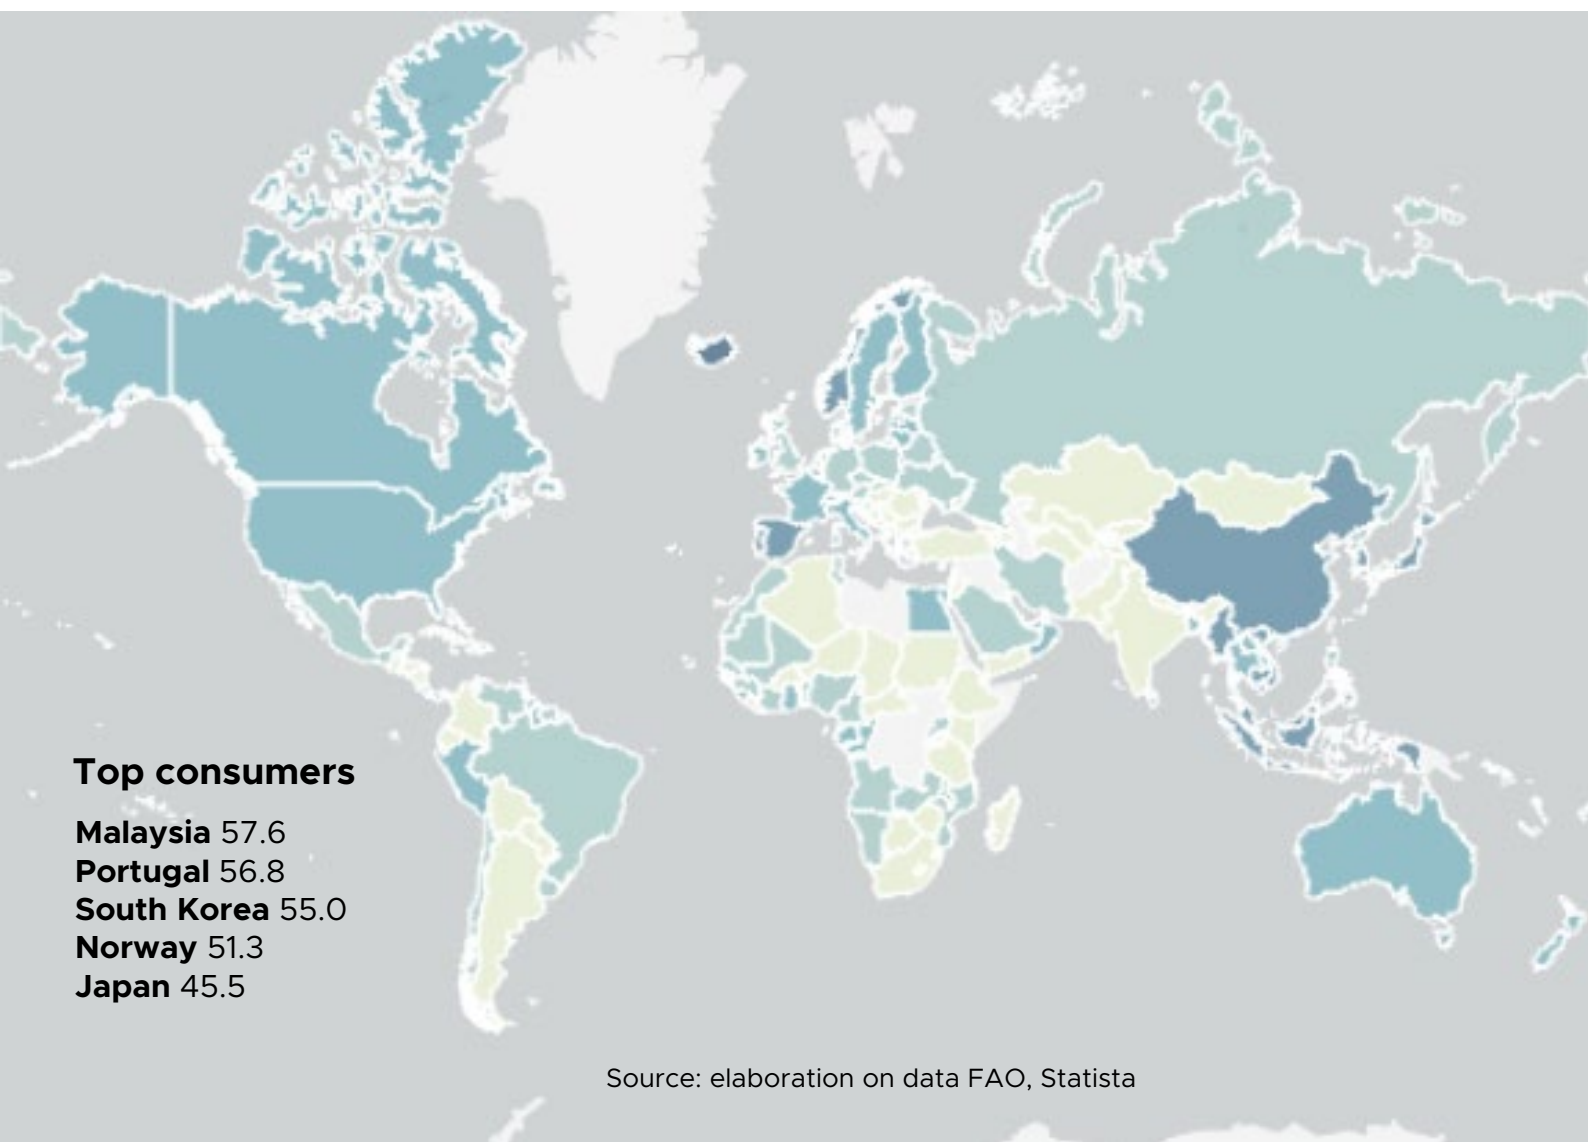 Top consumers
Malaysia 57.6
Portugal 56.8
South Korea 55.0
Norway 51.3
Japan 45.5
Source: elaboration on data FAO, Statista